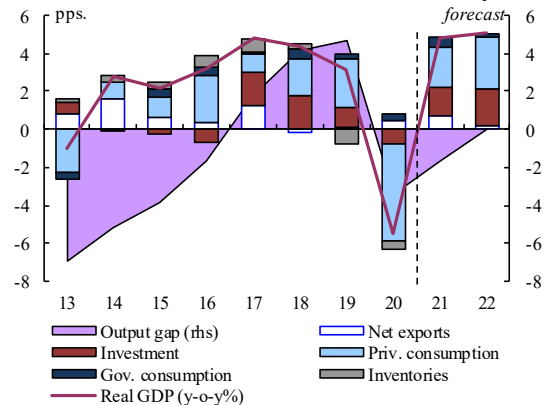 forecast
pps.
6 6
4 4
2 2
0 0
-2 -2
-4 -4
-6 -6
-8 -8
13 14 15 16 17 18 19 20 21 22
Output gap (rhs) Net exports
Investment Priv. consumption
Gov. consumption Inventories
Real GDP (y-o-y%)